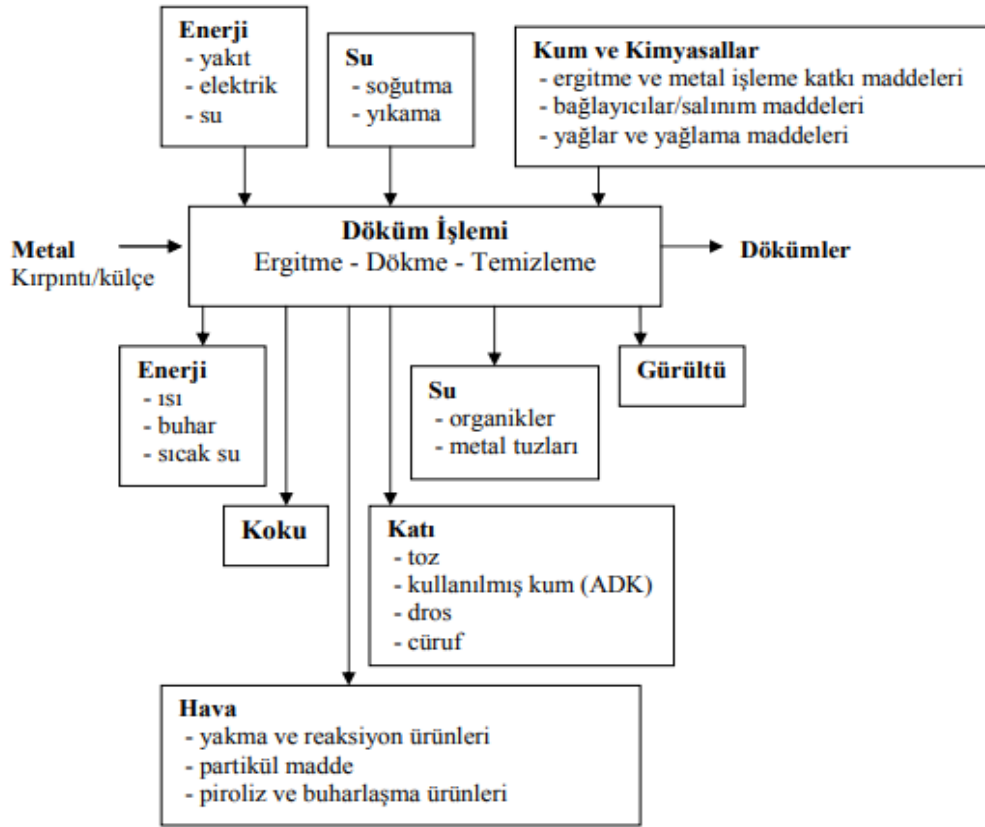 Enerji
- yakıt
- elektrik
- su
Su
- soğutma
- yıkama
Kum ve Kimyasallar
- ergitme ve metal işleme katkı maddeleri
- bağlayıcılar/salınım maddeleri
- yağlar ve yağlama maddeleri
Metal
Kırpıntı/külçe
Döküm İşlemi
Ergitme - Dökme - Temizleme
Dökümler
Enerji
- ısı
- buhar
- sıcak su
Su
- organikler
- metal tuzları
Gürültü
Koku
Katı
- toz
- kullanılmış kum (ADK)
- dros
- cüruf
Hava
- yakma ve reaksiyon ürünleri
- partikül madde
- piroliz ve buharlaşma ürünleri